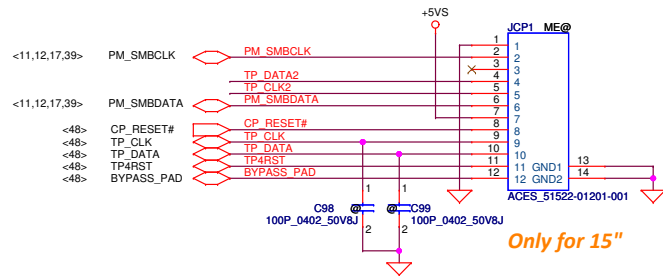 +5VS
JCP1 ME@
<11,12,17,39> PM_SMBCLK PM_SMBCLK
TP_DATA2
TP_CLK2
<11,12,17,39> PM_SMBDATA PM_SMBDATA
<48> CP_RESET# CP_RESET#
<48> TP_CLK TP_CLK
<48> TP_DATA TP_DATA
<48> TP4RST TP4RST
<48> BYPASS_PAD BYPASS_PAD
1 1
2 2
3 3
4 4
5 5
6 6
7 7
8 8
9 9
10 10
11 11 GND1 13
12 12 GND2 14
ACES_51522-01201-001
1 1
C98 @ @ C99
100P_0402_50V8J 100P_0402_50V8J
2 2
Only for 15"